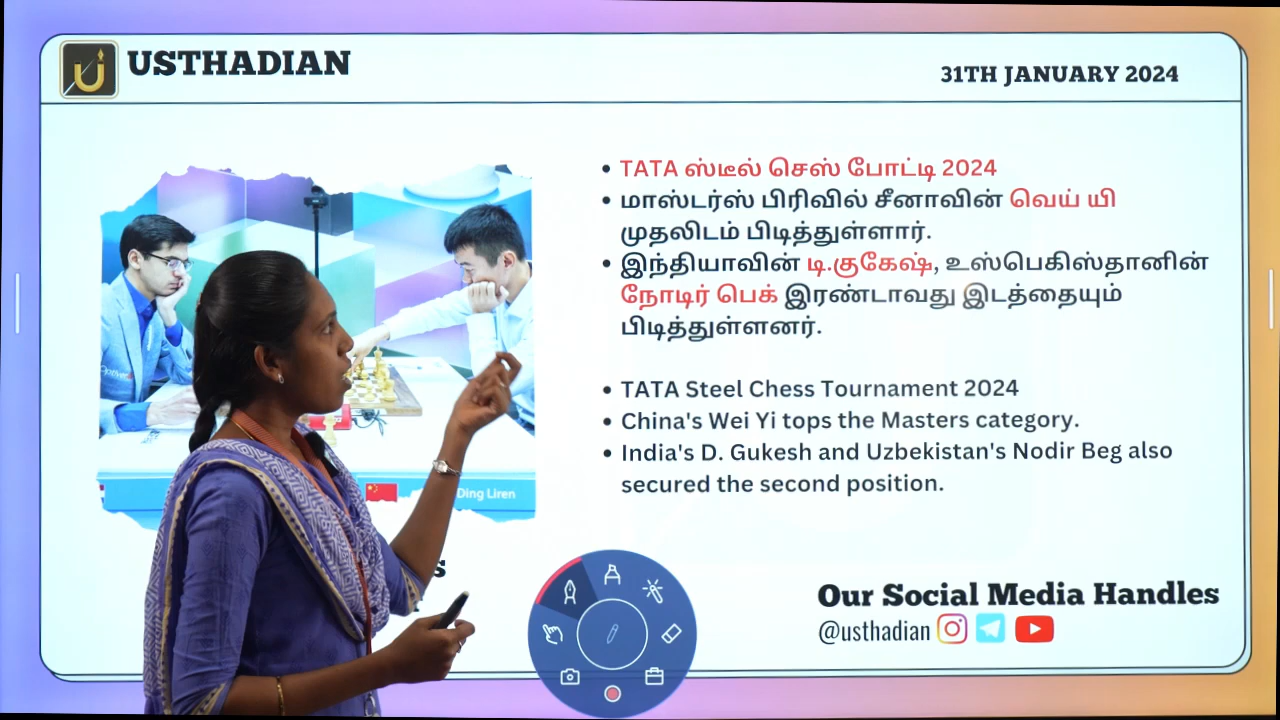 USTHADIAN
31TH JANUARY 2024
TATA ஸ்டீல் செஸ் போட்டி 2024
மாஸ்டர்ஸ் பிரிவில் சீனாவின் வெய் யி
முதலிடம் பிடித்துள்ளார்.
இந்தியாவின் டி.குகேஷ், உஸ்பெகிஸ்தானின்
நோடிர் பெக் இரண்டாவது இடத்தையும்
பிடித்துள்ளனர்.
TATA Steel Chess Tournament 2024
China's Wei Yi tops the Masters category.
India's D. Gukesh and Uzbekistan's Nodir Beg also
secured the second position.
Ding Liren
Our Social Media Handles
@usthadian